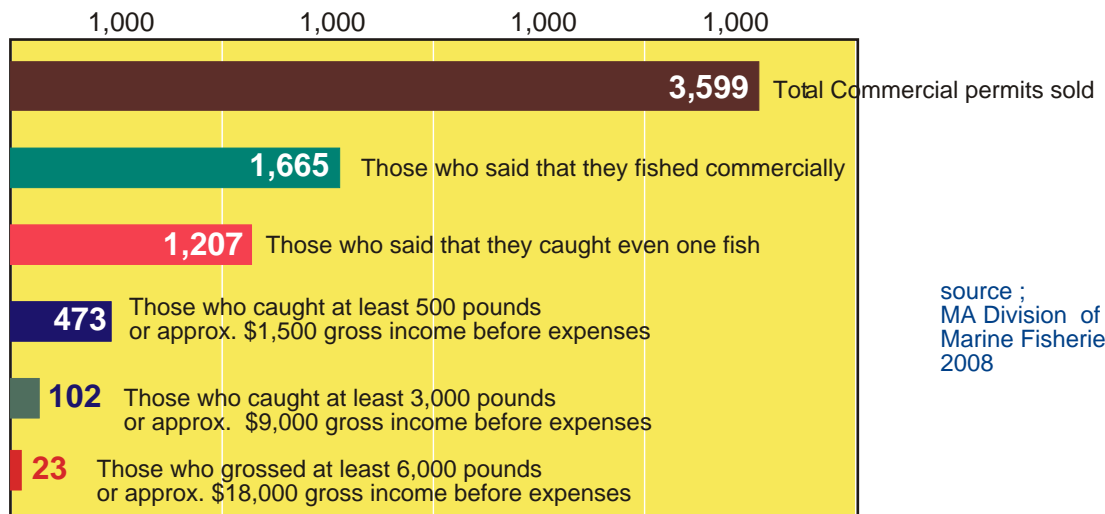 1,000 1,000 1,000 1,000
3,599 Total Commercial permits sold
1,665 Those who said that they fished commercially
1,207 Those who said that they caught even one fish
473 Those who caught at least 500 pounds
or approx. $1,500 gross income before expenses
102 Those who caught at least 3,000 pounds
or approx. $9,000 gross income before expenses
23 Those who grossed at least 6,000 pounds
or approx. $18,000 gross income before expenses
source ;
MA Division of
Marine Fisherie
2008